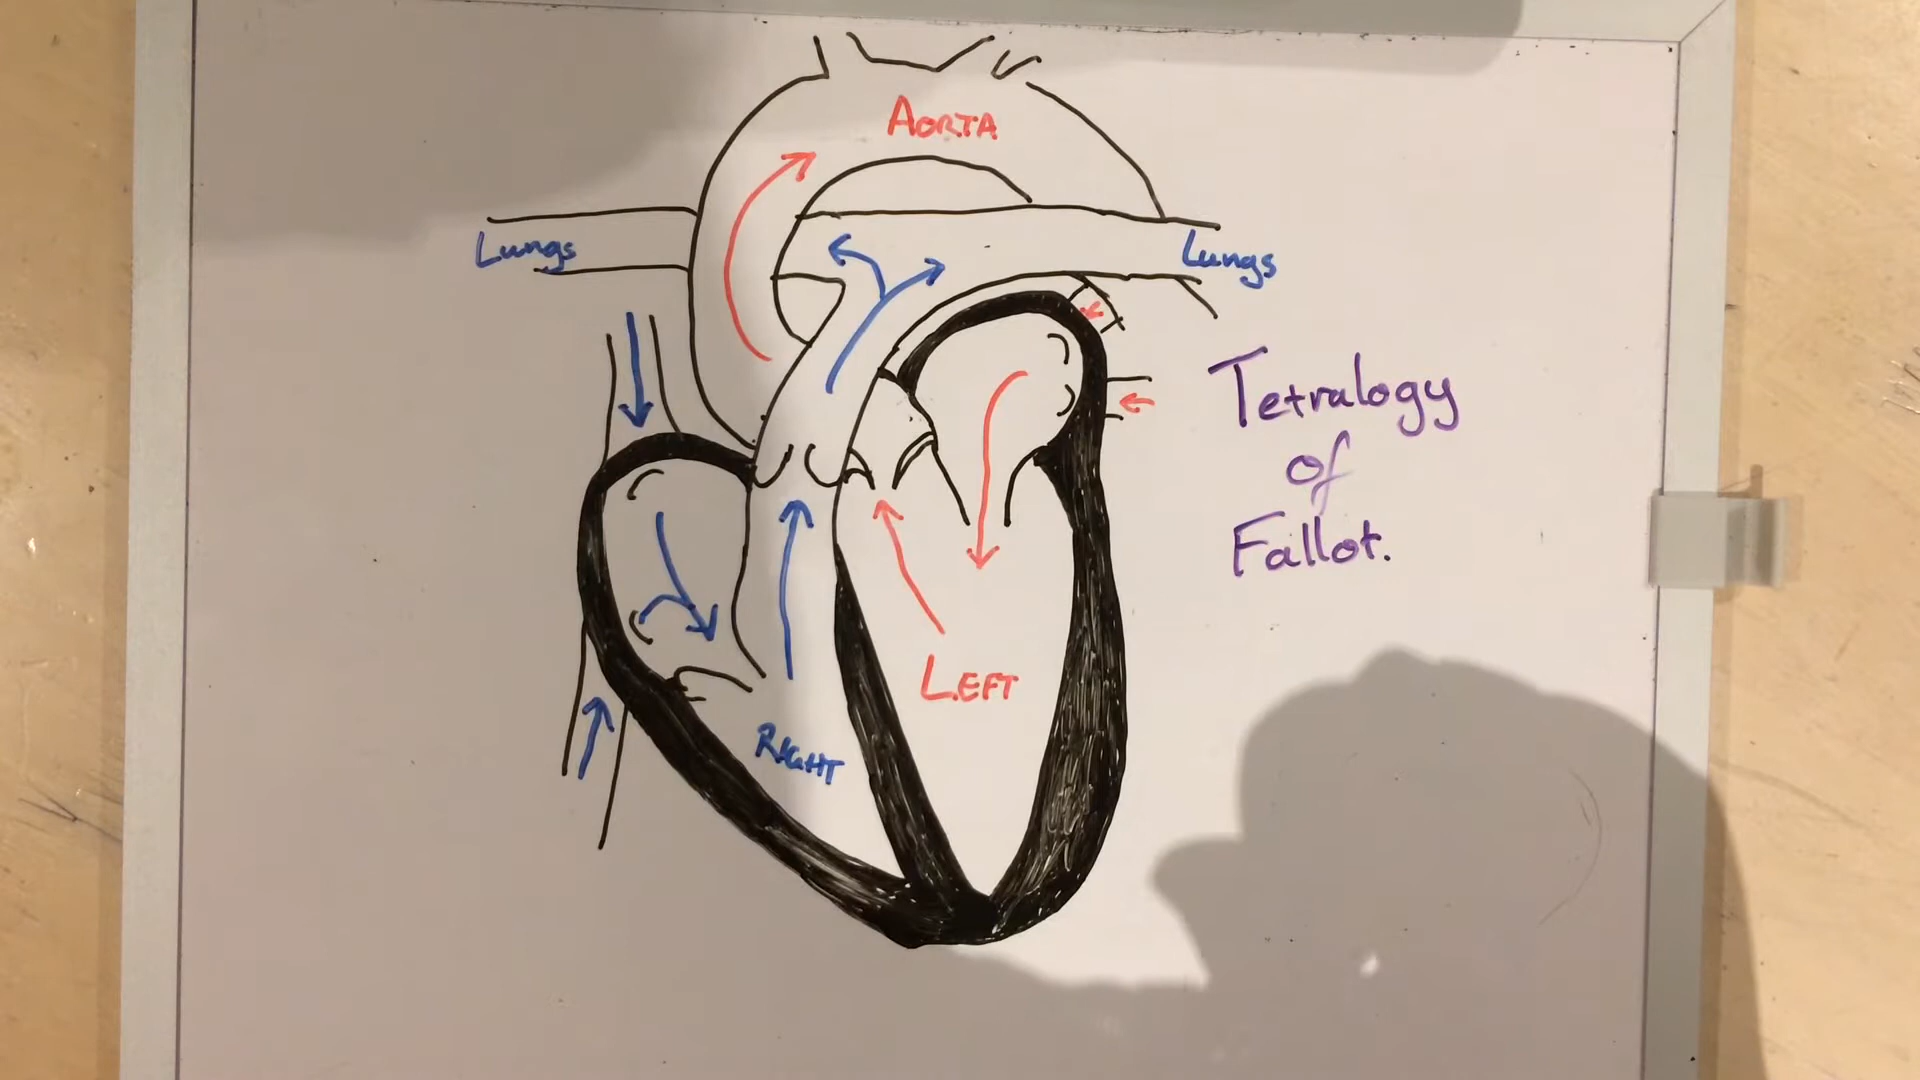 AORTA
Lungs
Lungs
Tetralogy
of
Fallot.
LEFT
RIGHT